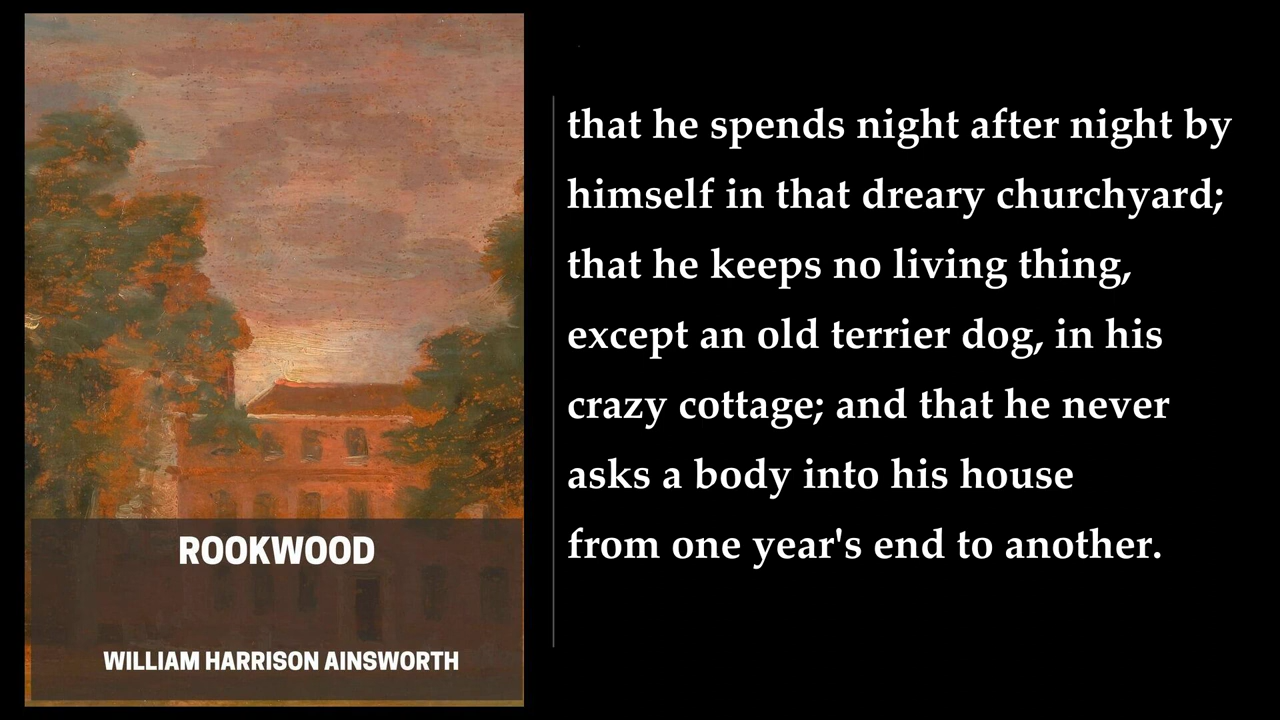 ROOKWOOD
WILLIAM HARRISON AINSWORTH
that he spends night after night by
himself in that dreary churchyard;
that he keeps no living thing,
except an old terrier dog, in his
crazy cottage; and that he never
asks a body into his house
from one year's end to another.